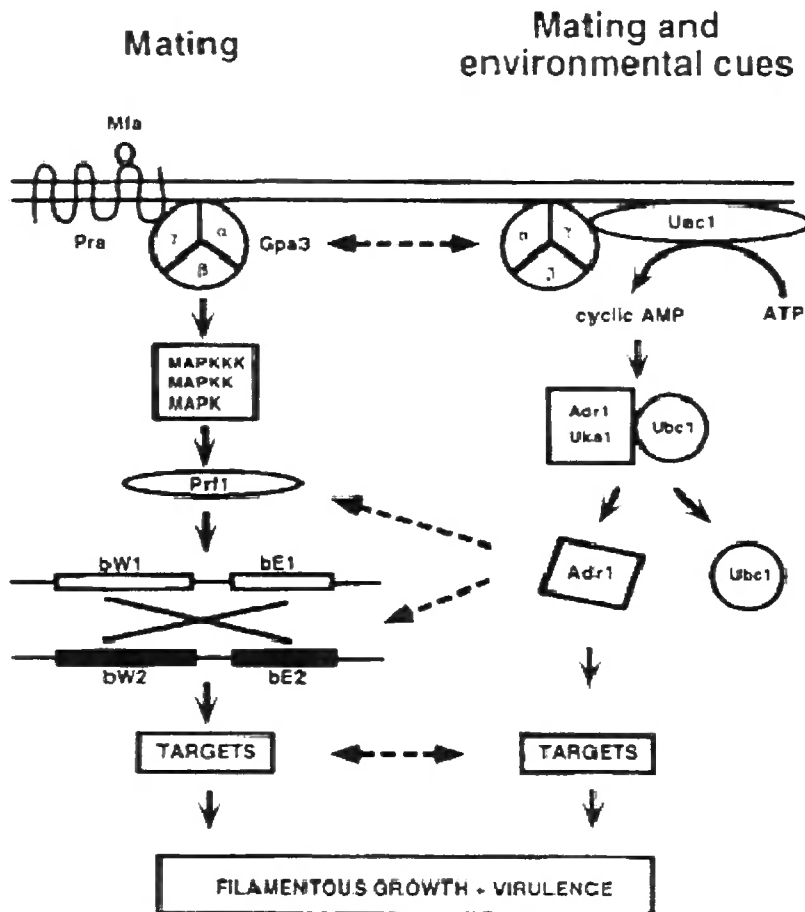 Mating
Mating and
environmental cues
Mfa
Pra
γ
α
β
Gpa3
α
γ
β
Uac1
cyclic AMP
ATP
MAPKKK
MAPKK
MAPK
Adr1
Uka1
Ubc1
Prf1
bW1
bE1
Adr1
Ubc1
bW2
bE2
TARGETS
TARGETS
FILAMENTOUS GROWTH + VIRULENCE